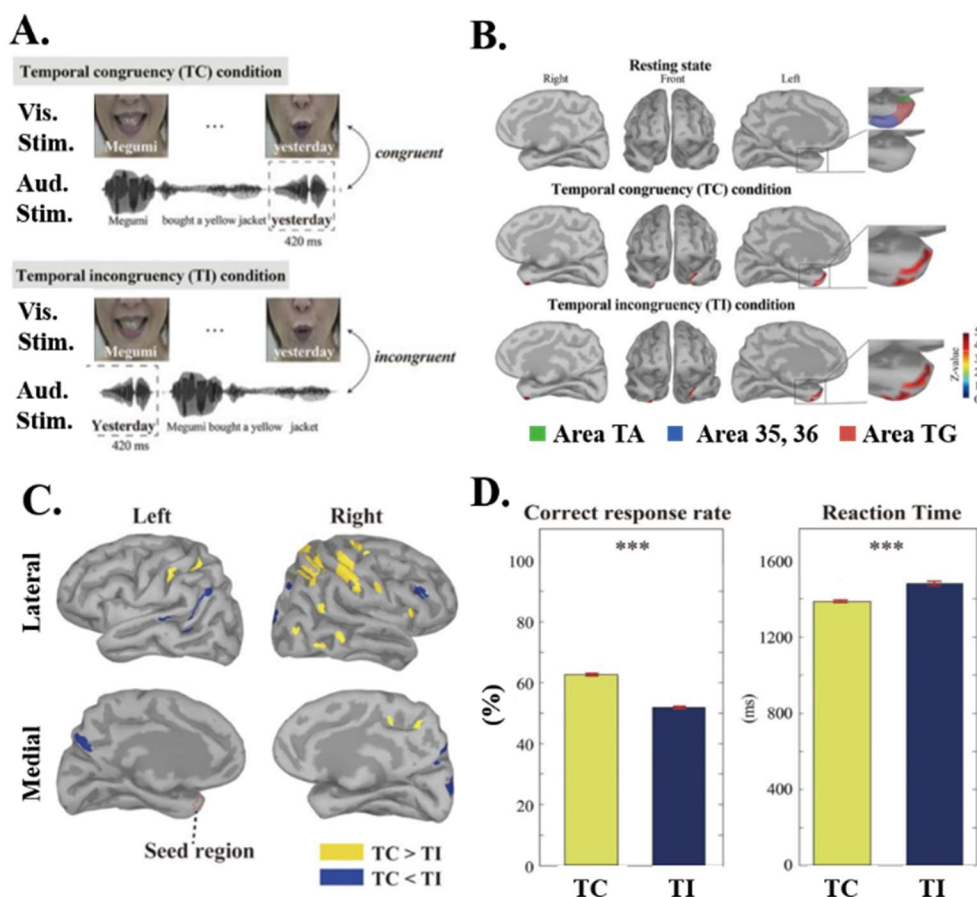 A.
Temporal congruency (TC) condition
Vis.
Stim.
Megumi
...
yesterday
congruent
Aud.
Stim.
Megumi bought a yellow jacket yesterday
420 ms
Temporal incongruency (TI) condition
Vis.
Stim.
Megumi
...
yesterday
incongruent
Aud.
Stim.
Yesterday Megumi bought a yellow jacket
420 ms
B.
Resting state
Right Front Left
Temporal congruency (TC) condition
Temporal incongruency (TI) condition
Z-value
Area TA Area 35, 36 Area TG
C.
Left Right
Lateral
Medial
Seed region
TC > TI
TC < TI
D.
Correct response rate
***
(%)
100
80
60
40
20
0
TC TI
Reaction Time
***
(ms)
1600
1200
800
400
0
TC TI